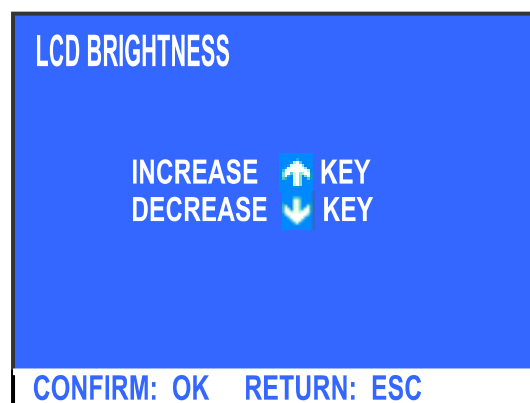 LCD BRIGHTNESS
INCREASE ↑ KEY
DECREASE ↓ KEY
CONFIRM: OK RETURN: ESC